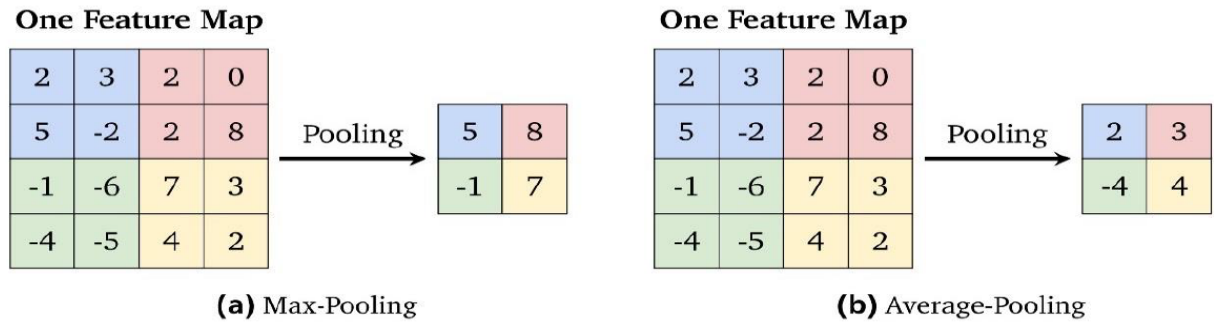 One Feature Map
2 3 2 0
5 -2 2 8
-1 -6 7 3
-4 -5 4 2
Pooling
5 8
-1 7
(a) Max-Pooling
One Feature Map
2 3 2 0
5 -2 2 8
-1 -6 7 3
-4 -5 4 2
Pooling
2 3
-4 4
(b) Average-Pooling